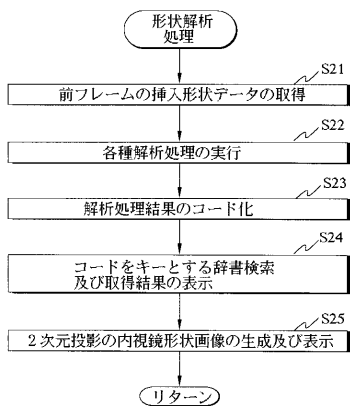 形状解析
処理
S21
前フレームの挿入形状データの取得
S22
各種解析処理の実行
S23
解析処理結果のコード化
S24
コードをキーとする辞書検索
及び取得結果の表示
S25
2次元投影の内視鏡形状画像の生成及び表示
リターン